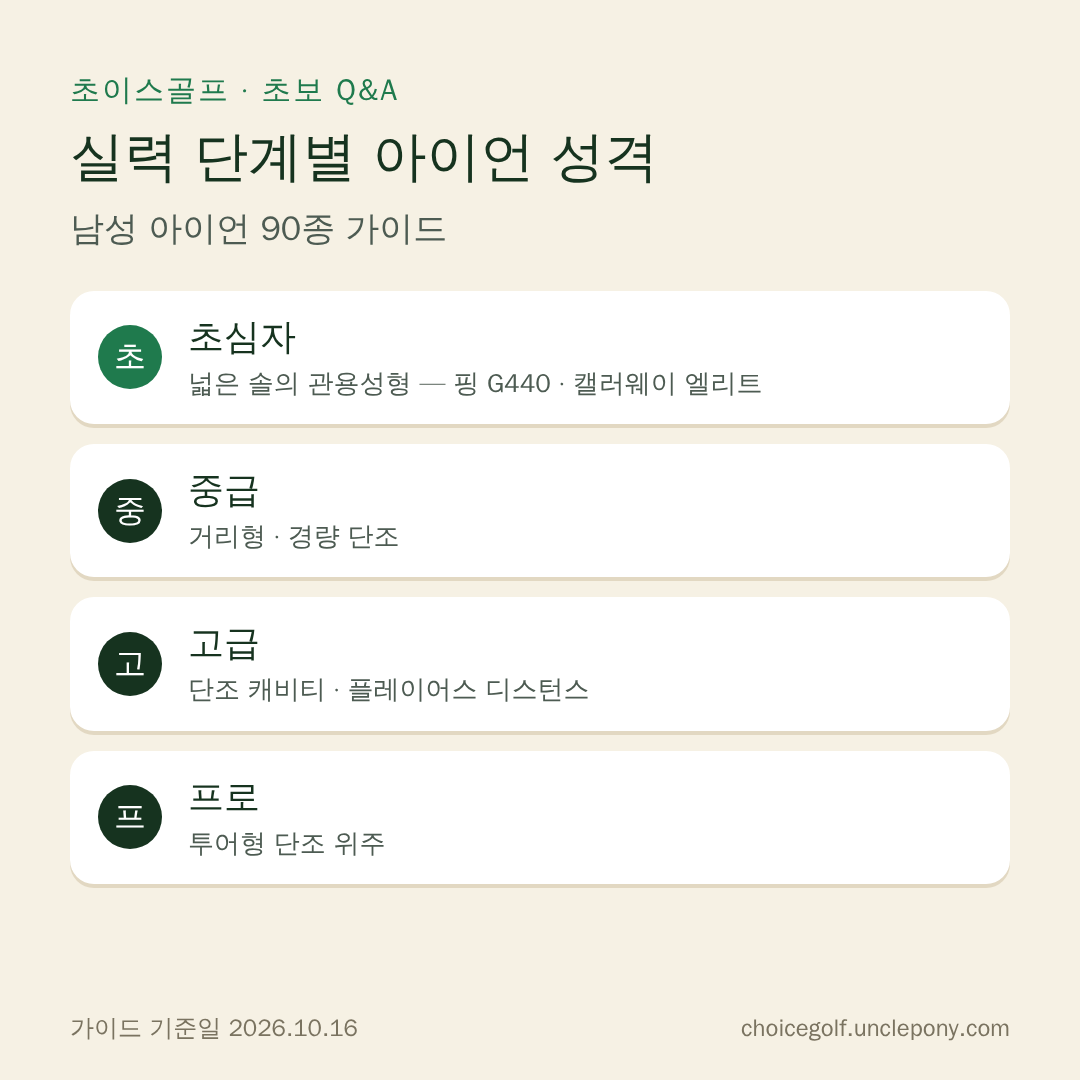 초이스골프 · 초보 Q&A
실력 단계별 아이언 성격
남성 아이언 90종 가이드
초
초심자
넓은 솔의 관용성형 — 핑 G440 · 캘러웨이 엘리트
중
중급
거리형 · 경량 단조
고
고급
단조 캐비티 · 플레이어스 디스턴스
프
프로
투어형 단조 위주
가이드 기준일 2026.10.16
choicegolf.unclepony.com